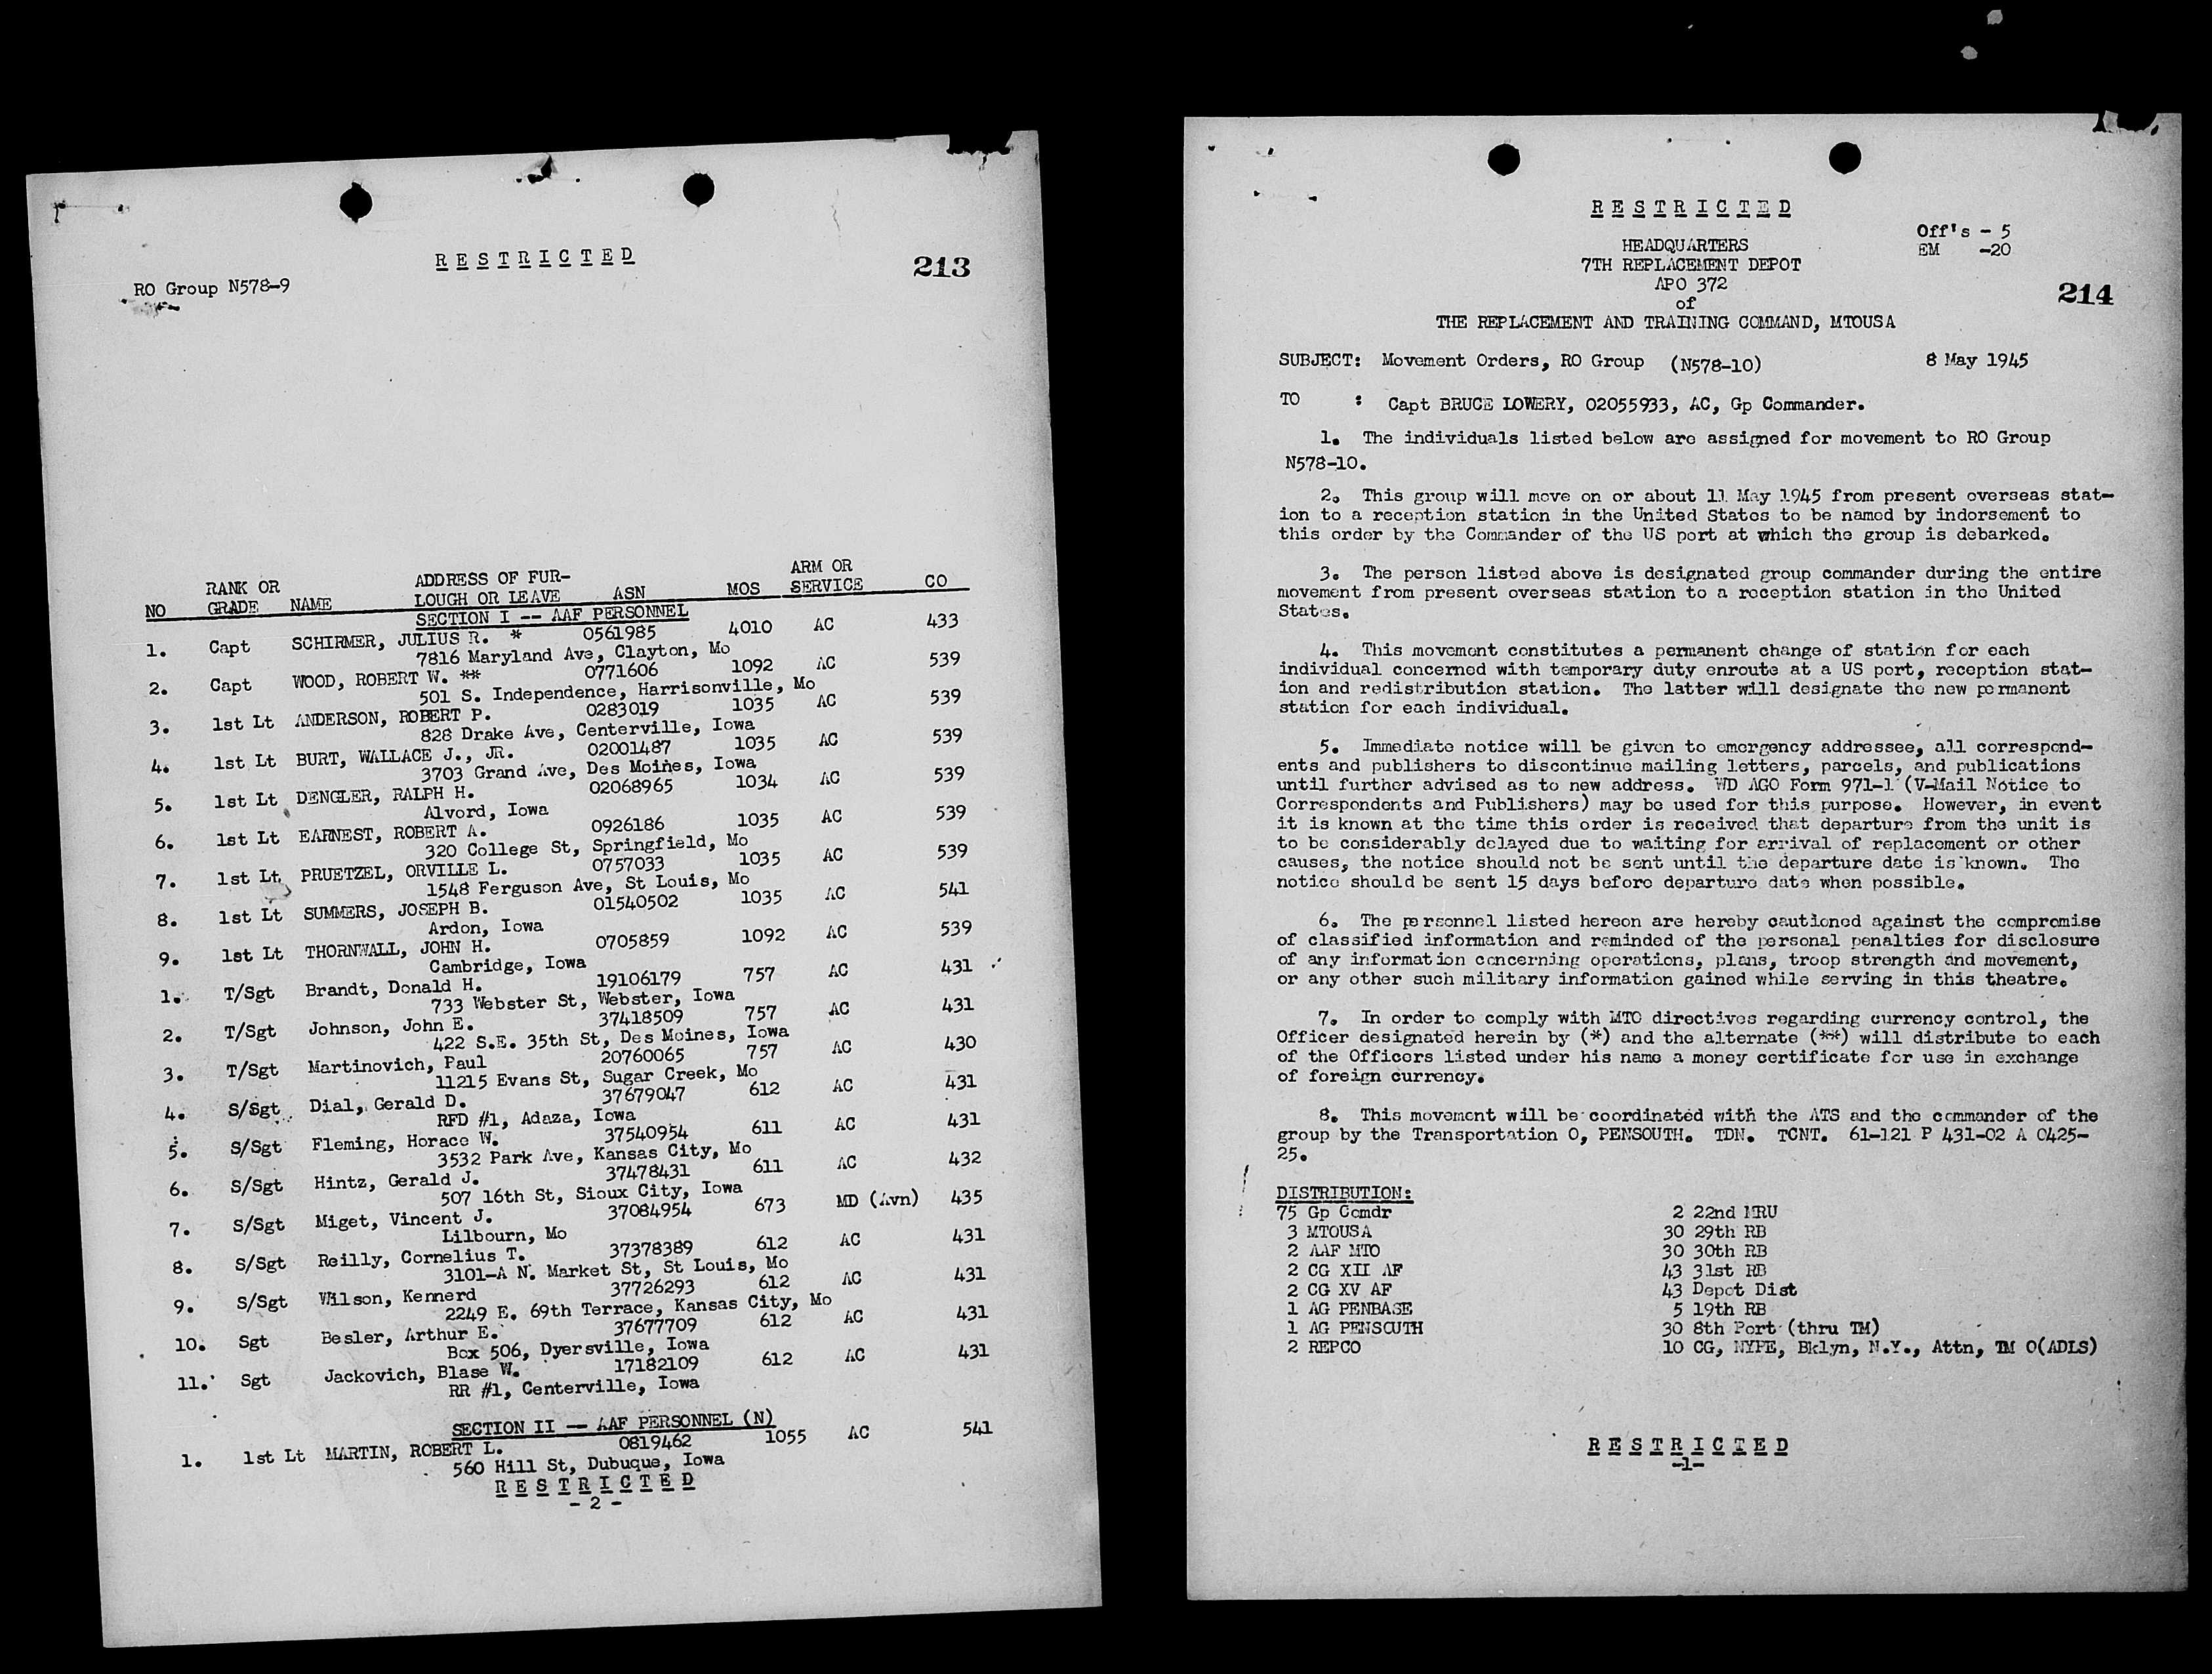 R E S T R I C T E D
213
RO Group N578-9
NO RANK OR GRADE NAME ADDRESS OF FUR-LOUGH OR LEAVE ASN MOS ARM OR SERVICE CO
SECTION I -- AAF PERSONNEL
1. Capt SCHIRMER, JULIUS R. * 0561985 4010 AC 433
7816 Maryland Ave, Clayton, Mo
2. Capt WOOD, ROBERT W. ** 0771606 1092 AC 539
501 S. Independence, Harrisonville, Mo
3. 1st Lt ANDERSON, ROBERT P. 0283019 1035 AC 539
828 Drake Ave, Centerville, Iowa
4. 1st Lt BURT, WALLACE J., JR. 02001487 1035 AC 539
3703 Grand Ave, Des Moines, Iowa
5. 1st Lt DENGLER, RALPH H. 02068965 1034 AC 539
Alvord, Iowa
6. 1st Lt EARNEST, ROBERT A. 0926186 1035 AC 539
320 College St, Springfield, Mo
7. 1st Lt PRUETZEL, ORVILLE L. 0757033 1035 AC 539
1548 Ferguson Ave, St Louis, Mo
8. 1st Lt SUMMERS, JOSEPH B. 01540502 1035 AC 541
Ardon, Iowa
9. 1st Lt THORNWALL, JOHN H. 0705859 1092 AC 539
Cambridge, Iowa
1. T/Sgt Brandt, Donald H. 19106179 757 AC 431
733 Webster St, Webster, Iowa
2. T/Sgt Johnson, John E. 37418509 757 AC 431
422 S.E. 35th St, Des Moines, Iowa
3. T/Sgt Martinovich, Paul 20760065 757 AC 430
11215 Evans St, Sugar Creek, Mo
4. S/Sgt Dial, Gerald D. 37679047 612 AC 431
RFD #1, Adaza, Iowa
5. S/Sgt Fleming, Horace W. 37540954 611 AC 431
3532 Park Ave, Kansas City, Mo
6. S/Sgt Hintz, Gerald J. 37478431 611 AC 432
507 16th St, Sioux City, Iowa
7. S/Sgt Miget, Vincent J. 37084954 673 MD (Avn) 435
Lilbourn, Mo
8. S/Sgt Reilly, Cornelius T. 37378389 612 AC 431
3101-A N. Market St, St Louis, Mo
9. S/Sgt Wilson, Kennerd 37726293 612 AC 431
2249 E. 69th Terrace, Kansas City, Mo
10. Sgt Besler, Arthur E. 37677709 612 AC 431
Box 506, Dyersville, Iowa
11. Sgt Jackovich, Blase W. 17182109 612 AC 431
RR #1, Centerville, Iowa
SECTION II -- AAF PERSONNEL (N)
1. 1st Lt MARTIN, ROBERT L. 0819462 1055 AC 541
560 Hill St, Dubuque, Iowa
R E S T R I C T E D
- 2 -
R E S T R I C T E D
Off's - 5
EM -20
HEADQUARTERS
7TH REPLACEMENT DEPOT
APO 372
of
214
THE REPLACEMENT AND TRAINING COMMAND, MTOUSA
SUBJECT: Movement Orders, RO Group (N578-10) 8 May 1945
TO : Capt BRUCE LOWERY, 02055933, AC, Gp Commander.
1. The individuals listed below are assigned for movement to RO Group
N578-10.
2. This group will move on or about 11 May 1945 from present overseas stat-
ion to a reception station in the United States to be named by indorsement to
this order by the Commander of the US port at which the group is debarked.
3. The person listed above is designated group commander during the entire
movement from present overseas station to a reception station in the United
States.
4. This movement constitutes a permanent change of station for each
individual concerned with temporary duty enroute at a US port, reception stat-
ion and redistribution station. The latter will designate the new permanent
station for each individual.
5. Immediate notice will be given to emergency addressee, all correspond-
ents and publishers to discontinue mailing letters, parcels, and publications
until further advised as to new address. WD AGO Form 971-1 (V-Mail Notice to
Correspondents and Publishers) may be used for this purpose. However, in event
it is known at the time this order is received that departure from the unit is
to be considerably delayed due to waiting for arrival of replacement or other
causes, the notice should not be sent until the departure date is known. The
notice should be sent 15 days before departure date when possible.
6. The personnel listed hereon are hereby cautioned against the compromise
of classified information and reminded of the personal penalties for disclosure
of any information concerning operations, plans, troop strength and movement,
or any other such military information gained while serving in this theatre.
7. In order to comply with MTO directives regarding currency control, the
Officer designated herein by (*) and the alternate (**) will distribute to each
of the Officers listed under his name a money certificate for use in exchange
of foreign currency.
8. This movement will be coordinated with the ATS and the commander of the
group by the Transportation O, PENSOUTH. TDN. TCNT. 61-121 P 431-02 A 0425-
25.
DISTRIBUTION:
75 Gp Comdr 2 22nd MRU
3 MTOUSA 30 29th RB
2 AAF MTO 30 30th RB
2 CG XII AF 43 31st RB
2 CG XV AF 43 Depot Dist
1 AG PENBASE 5 19th RB
1 AG PENSOUTH 30 8th Port (thru TM)
2 REPCO 10 CG, NYPE, Bklyn, N.Y., Attn, TM O(ADLS)
R E S T R I C T E D
-1-